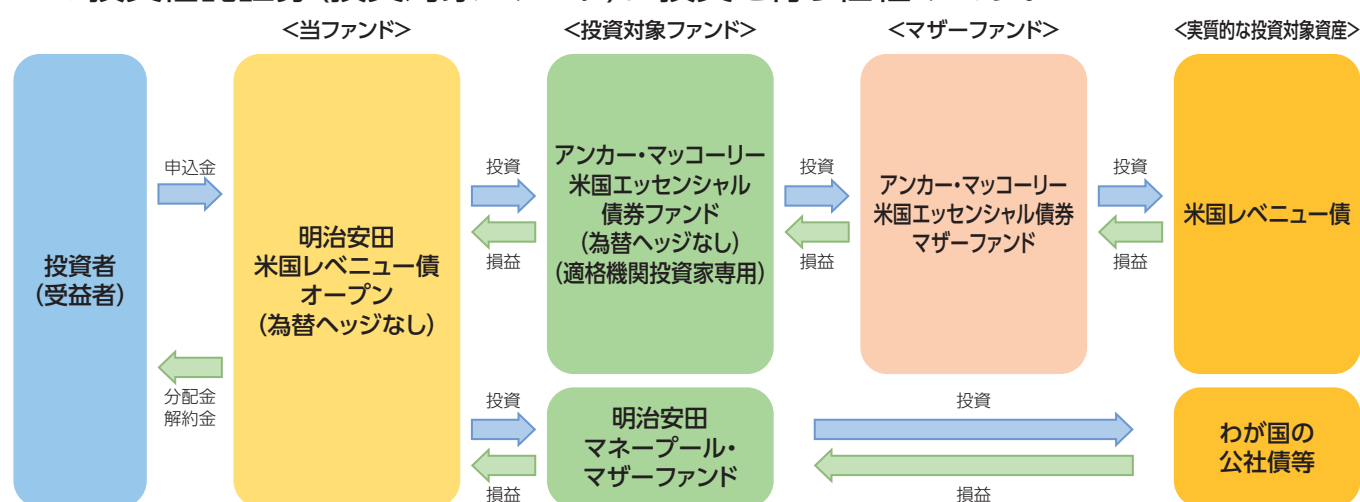 <当ファンド>
<投資対象ファンド>
<マザーファンド>
<実質的な投資対象資産>
投資者
(受益者)
申込金
分配金
解約金
明治安田
米国レベニュー債
オープン
(為替ヘッジなし)
投資
損益
アンカー・マッコーリー
米国エッセンシャル
債券ファンド
(為替ヘッジなし)
(適格機関投資家専用)
投資
損益
アンカー・マッコーリー
米国エッセンシャル債券
マザーファンド
投資
損益
米国レベニュー債
投資
損益
明治安田
マネープール・
マザーファンド
投資
損益
わが国の
公社債等